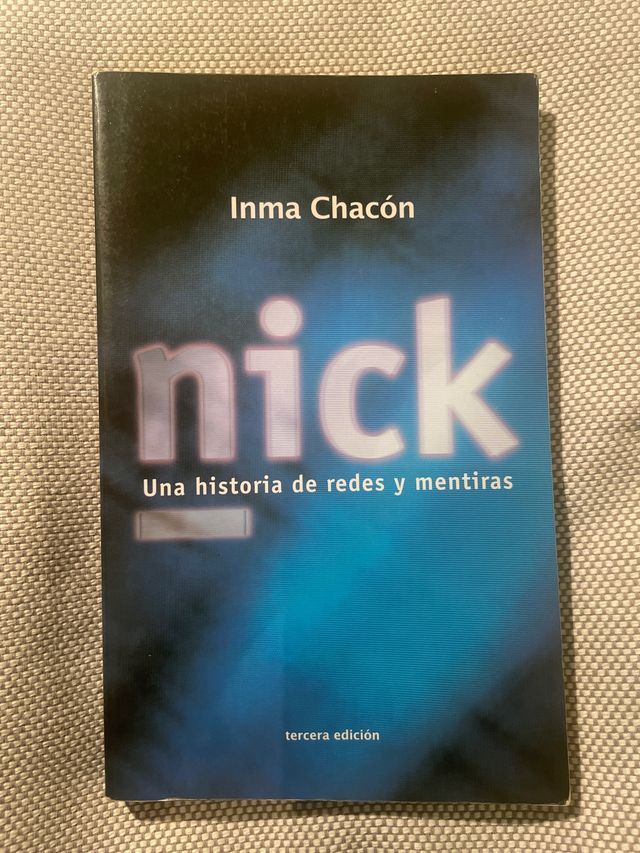 Inma Chacón
nick
Una historia de redes y mentiras
tercera edición